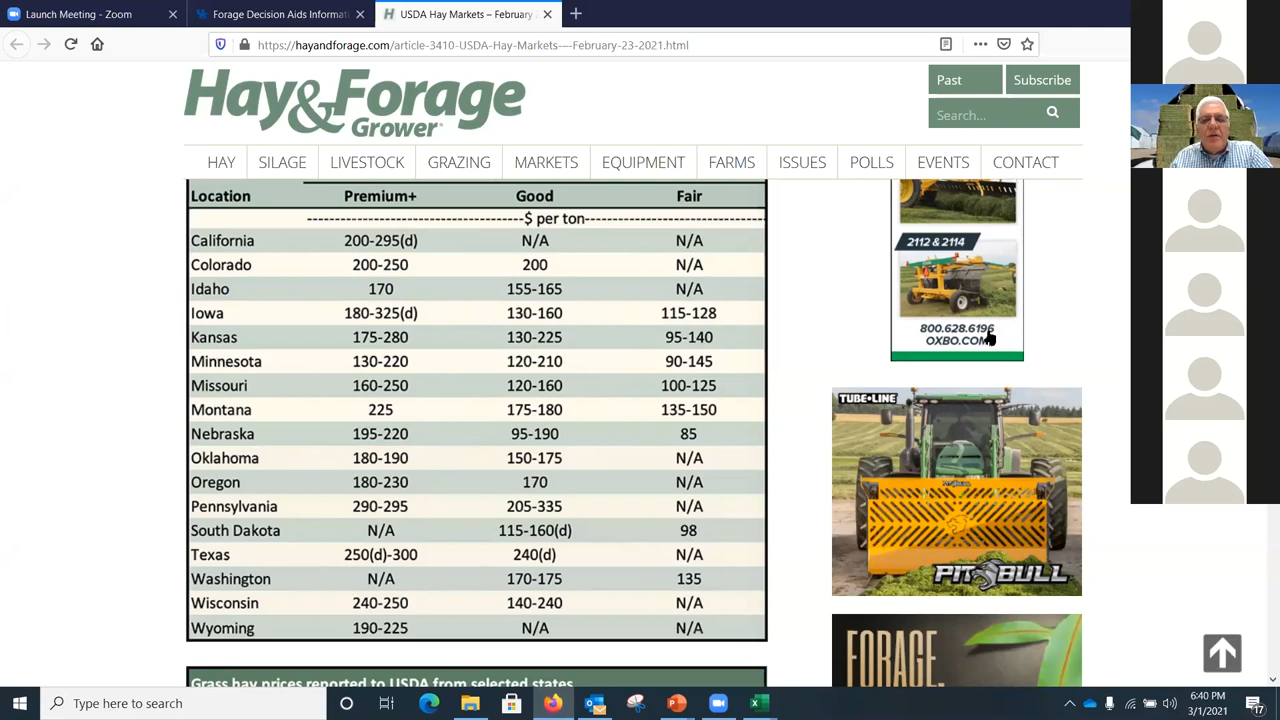 Launch Meeting - Zoom
Forage Decision Aids Informat
USDA Hay Markets – February
https://hayandforage.com/article-3410-USDA-Hay-Markets-—-February-23-2021.html
Hay&Forage
Grower
Past
Subscribe
Search...
HAY SILAGE LIVESTOCK GRAZING MARKETS EQUIPMENT FARMS ISSUES POLLS EVENTS CONTACT
Location Premium+ Good Fair
$ per ton
California 200-295(d) N/A N/A
Colorado 200-250 200 N/A
Idaho 170 155-165 N/A
Iowa 180-325(d) 130-160 115-128
Kansas 175-280 130-225 95-140
Minnesota 130-220 120-210 90-145
Missouri 160-250 120-160 100-125
Montana 225 175-180 135-150
Nebraska 195-220 95-190 85
Oklahoma 180-190 150-175 N/A
Oregon 180-230 170 N/A
Pennsylvania 290-295 205-335 N/A
South Dakota N/A 115-160(d) 98
Texas 250(d)-300 240(d) N/A
Washington N/A 170-175 135
Wisconsin 240-250 140-240 N/A
Wyoming 190-225 N/A N/A
Grass hay prices reported to USDA from selected states
2112 & 2114
800.628.6196
OXBO.COM
TUBE-LINE
PITBULL
FORAGE.
Type here to search
6:40 PM
3/1/2021
17